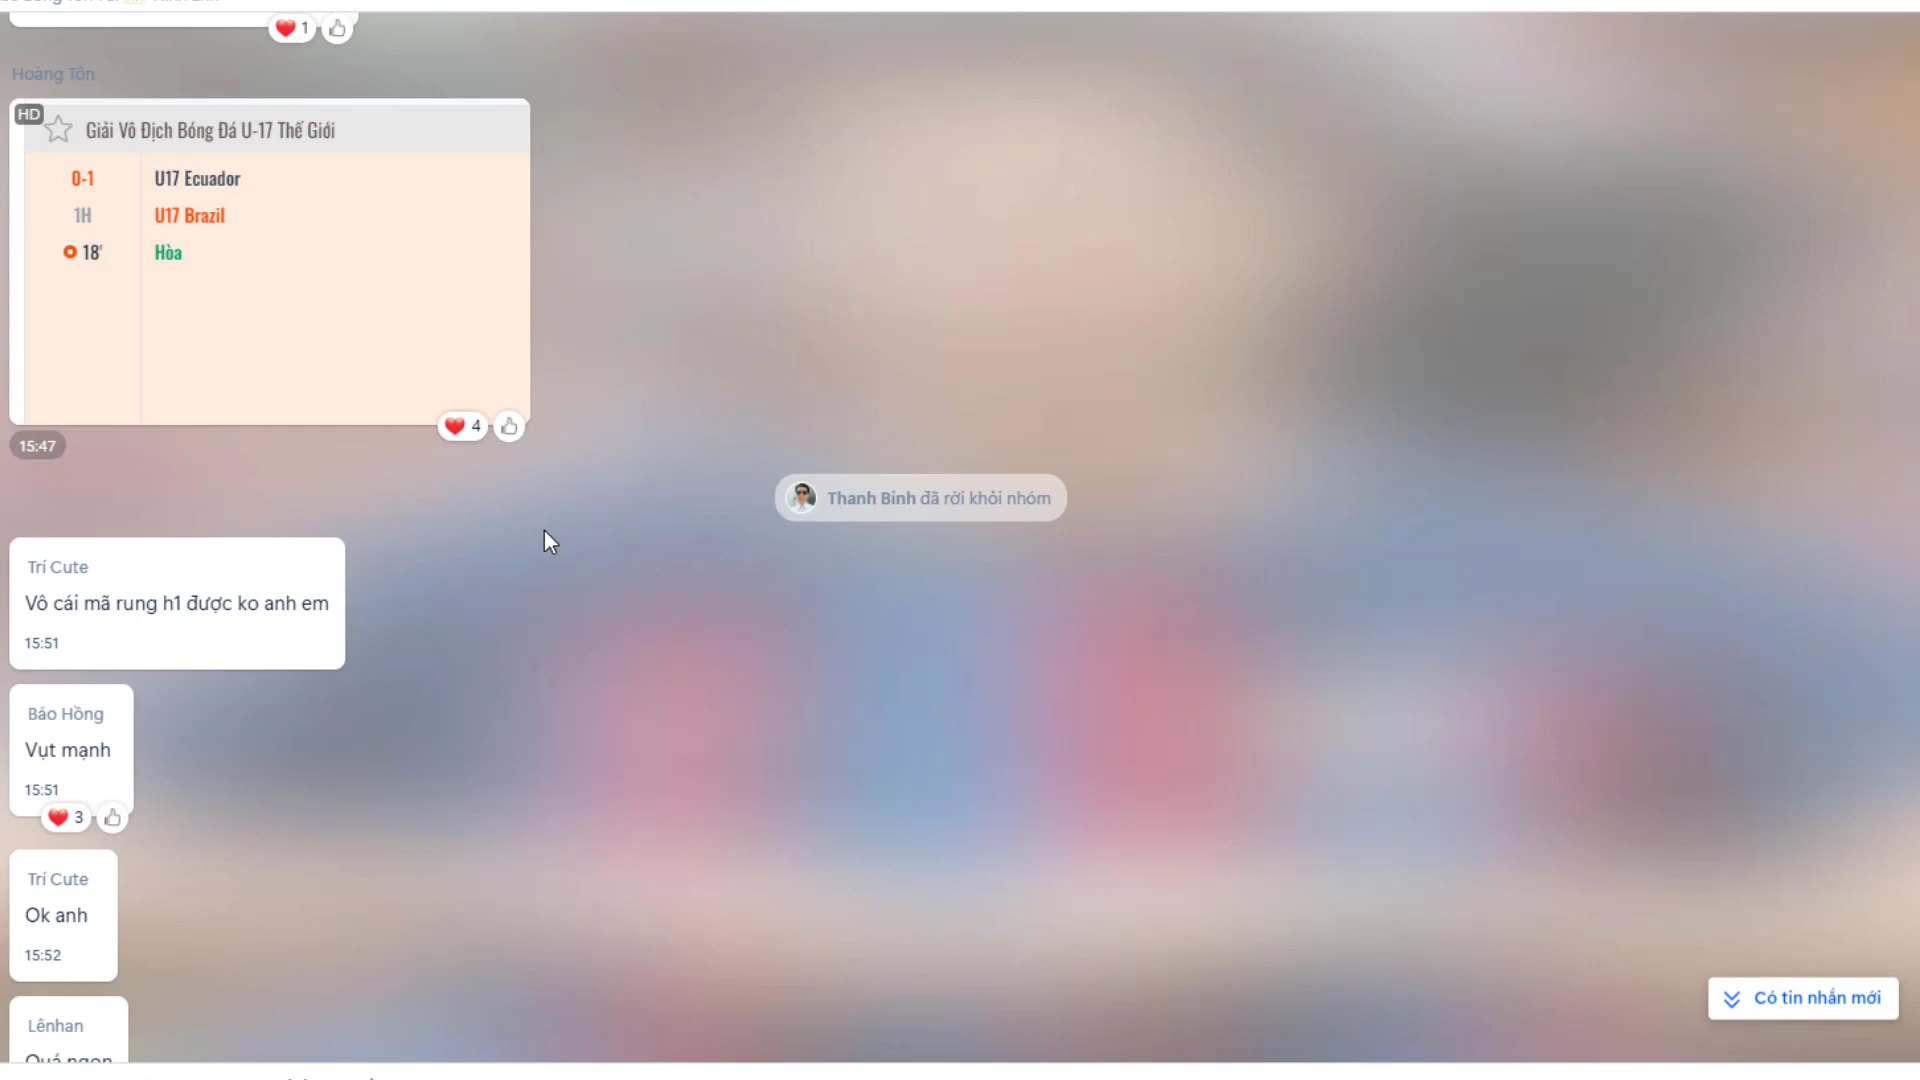 1
Hoàng Tôn
HD
Giải Vô Địch Bóng Đá U-17 Thế Giới
0-1 U17 Ecuador
1H U17 Brazil
18' Hòa
4
15:47
Thanh Bình đã rời khỏi nhóm
Trí Cute
Vô cái mã rung h1 được ko anh em
15:51
Báo Hồng
Vụt mạnh
15:51
3
Trí Cute
Ok anh
15:52
Lênhan
Quá ngon
Có tin nhắn mới